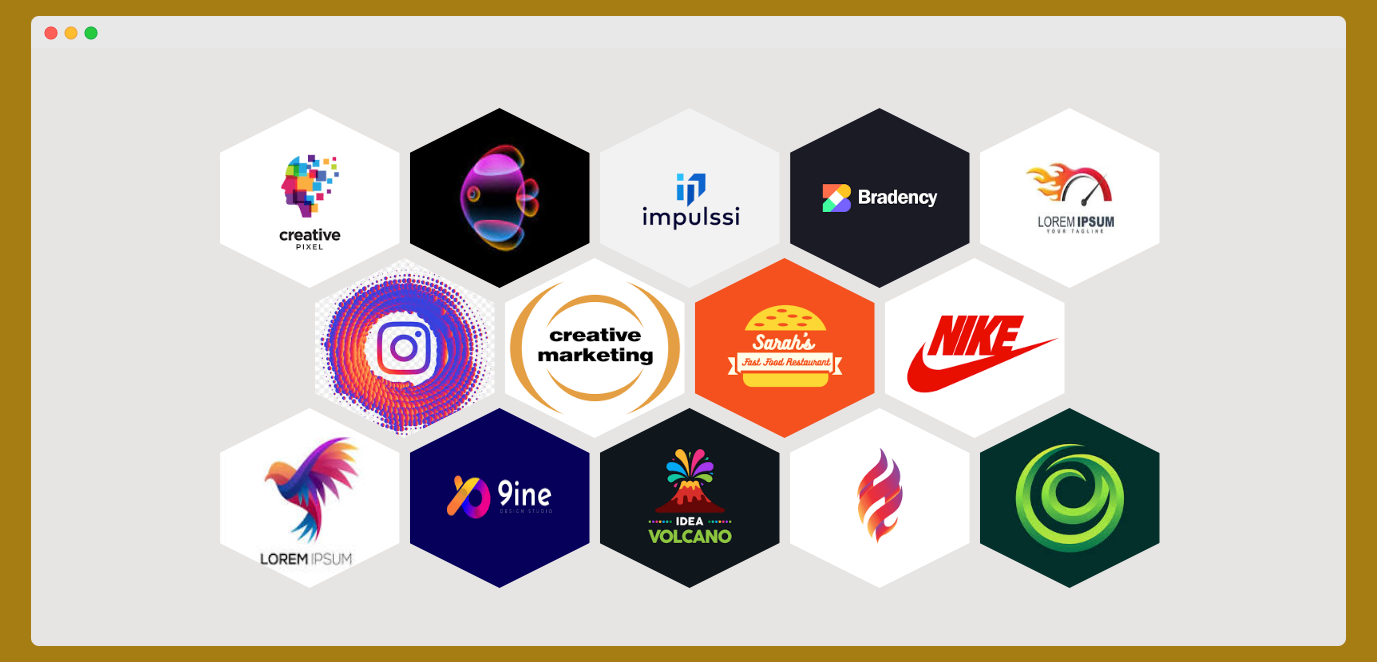 creative
PIXEL
impulssi
Bradency
LOREM IPSUM
YOUR TAGLINE
creative
marketing
Sarah's
Fast Food Restaurant
NIKE
LOREM IPSUM
9ine
DESIGN STUDIO
IDEA
VOLCANO